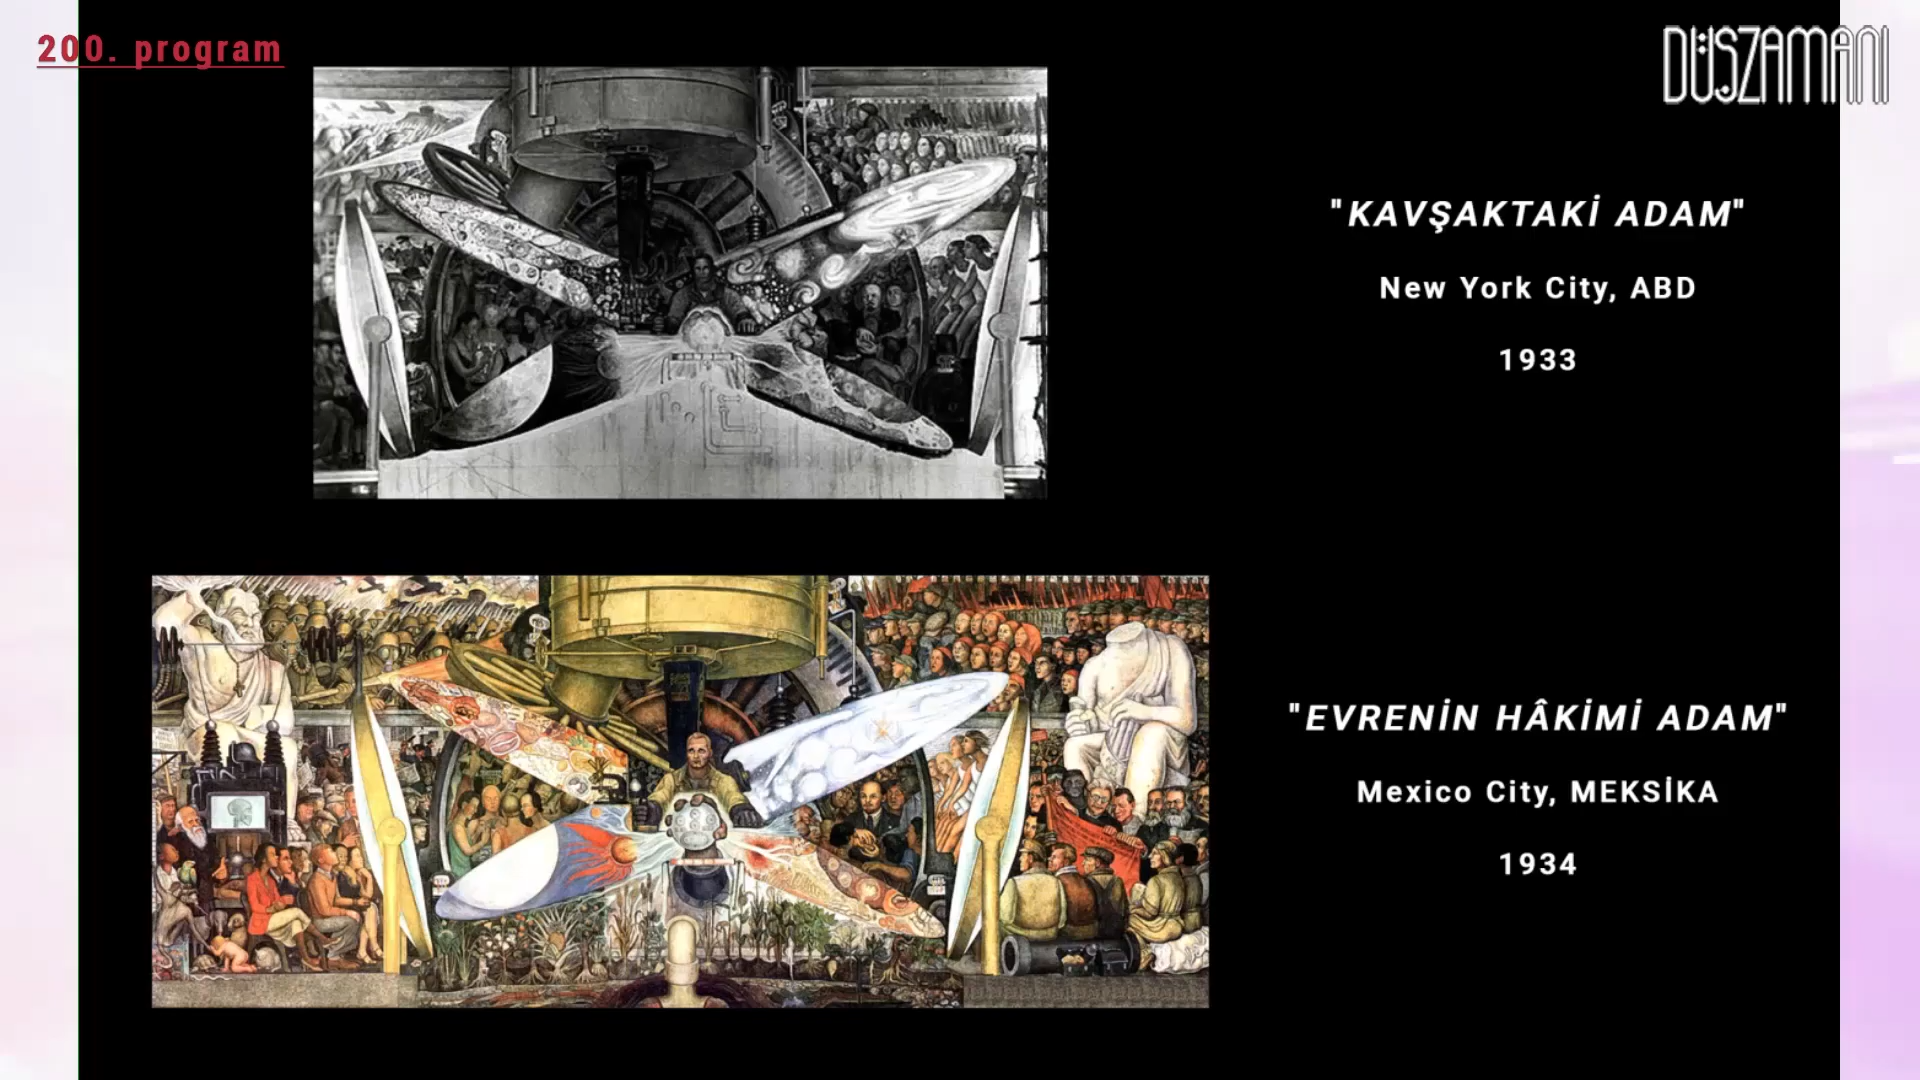 200. program
DÜŞZAMANI
"KAVŞAKTAKİ ADAM"
New York City, ABD
1933
"EVRENİN HÂKİMİ ADAM"
Mexico City, MEKSİKA
1934